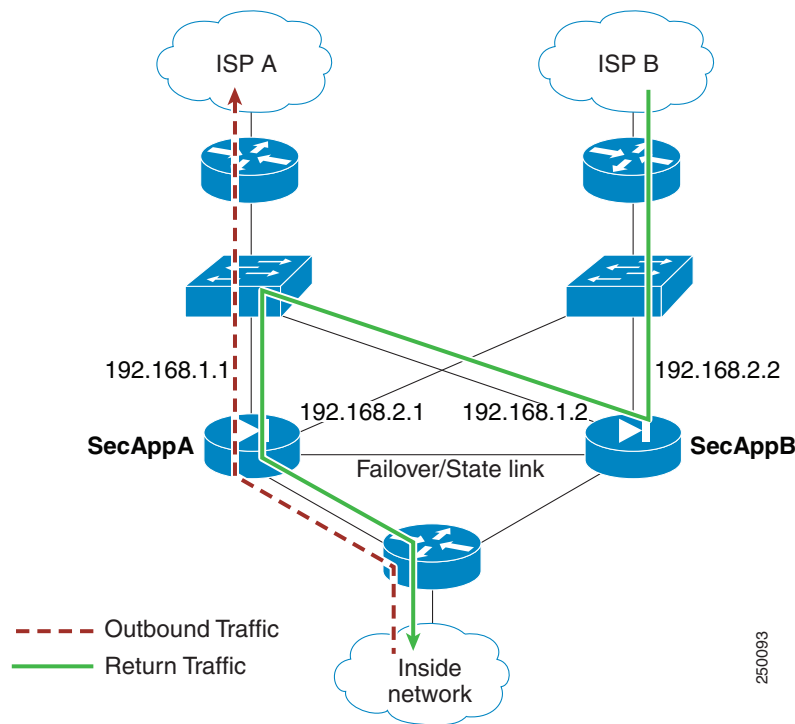 ISP A
ISP B
192.168.1.1
192.168.2.2
192.168.2.1
192.168.1.2
SecAppA
SecAppB
Failover/State link
Outbound Traffic
Return Traffic
Inside
network
250093